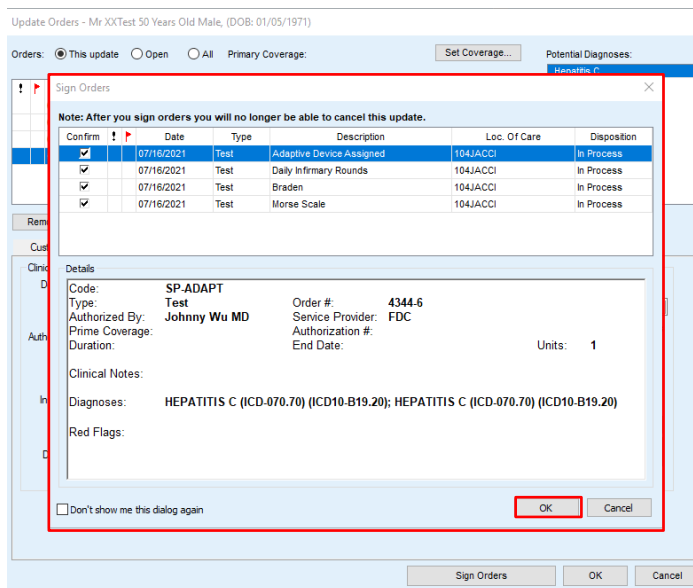 Update Orders - Mr XXTest 50 Years Old Male, (DOB: 01/05/1971)
Orders: This update Open All Primary Coverage: Set Coverage... Potential Diagnoses:
Hepatitis C
Sign Orders
Note: After you sign orders you will no longer be able to cancel this update.
Confirm ! Date Type Description Loc. Of Care Disposition
07/16/2021 Test Adaptive Device Assigned 104JACCI In Process
07/16/2021 Test Daily Infirmary Rounds 104JACCI In Process
07/16/2021 Test Braden 104JACCI In Process
07/16/2021 Test Morse Scale 104JACCI In Process
Rem
Cust
Clinic
D
Auth
In
D
Details
Code: SP-ADAPT
Type: Test Order #: 4344-6
Authorized By: Johnny Wu MD Service Provider: FDC
Prime Coverage: Authorization #:
Duration: End Date: Units: 1
Clinical Notes:
Diagnoses: HEPATITIS C (ICD-070.70) (ICD10-B19.20); HEPATITIS C (ICD-070.70) (ICD10-B19.20)
Red Flags:
Don't show me this dialog again OK Cancel
Sign Orders OK Cancel